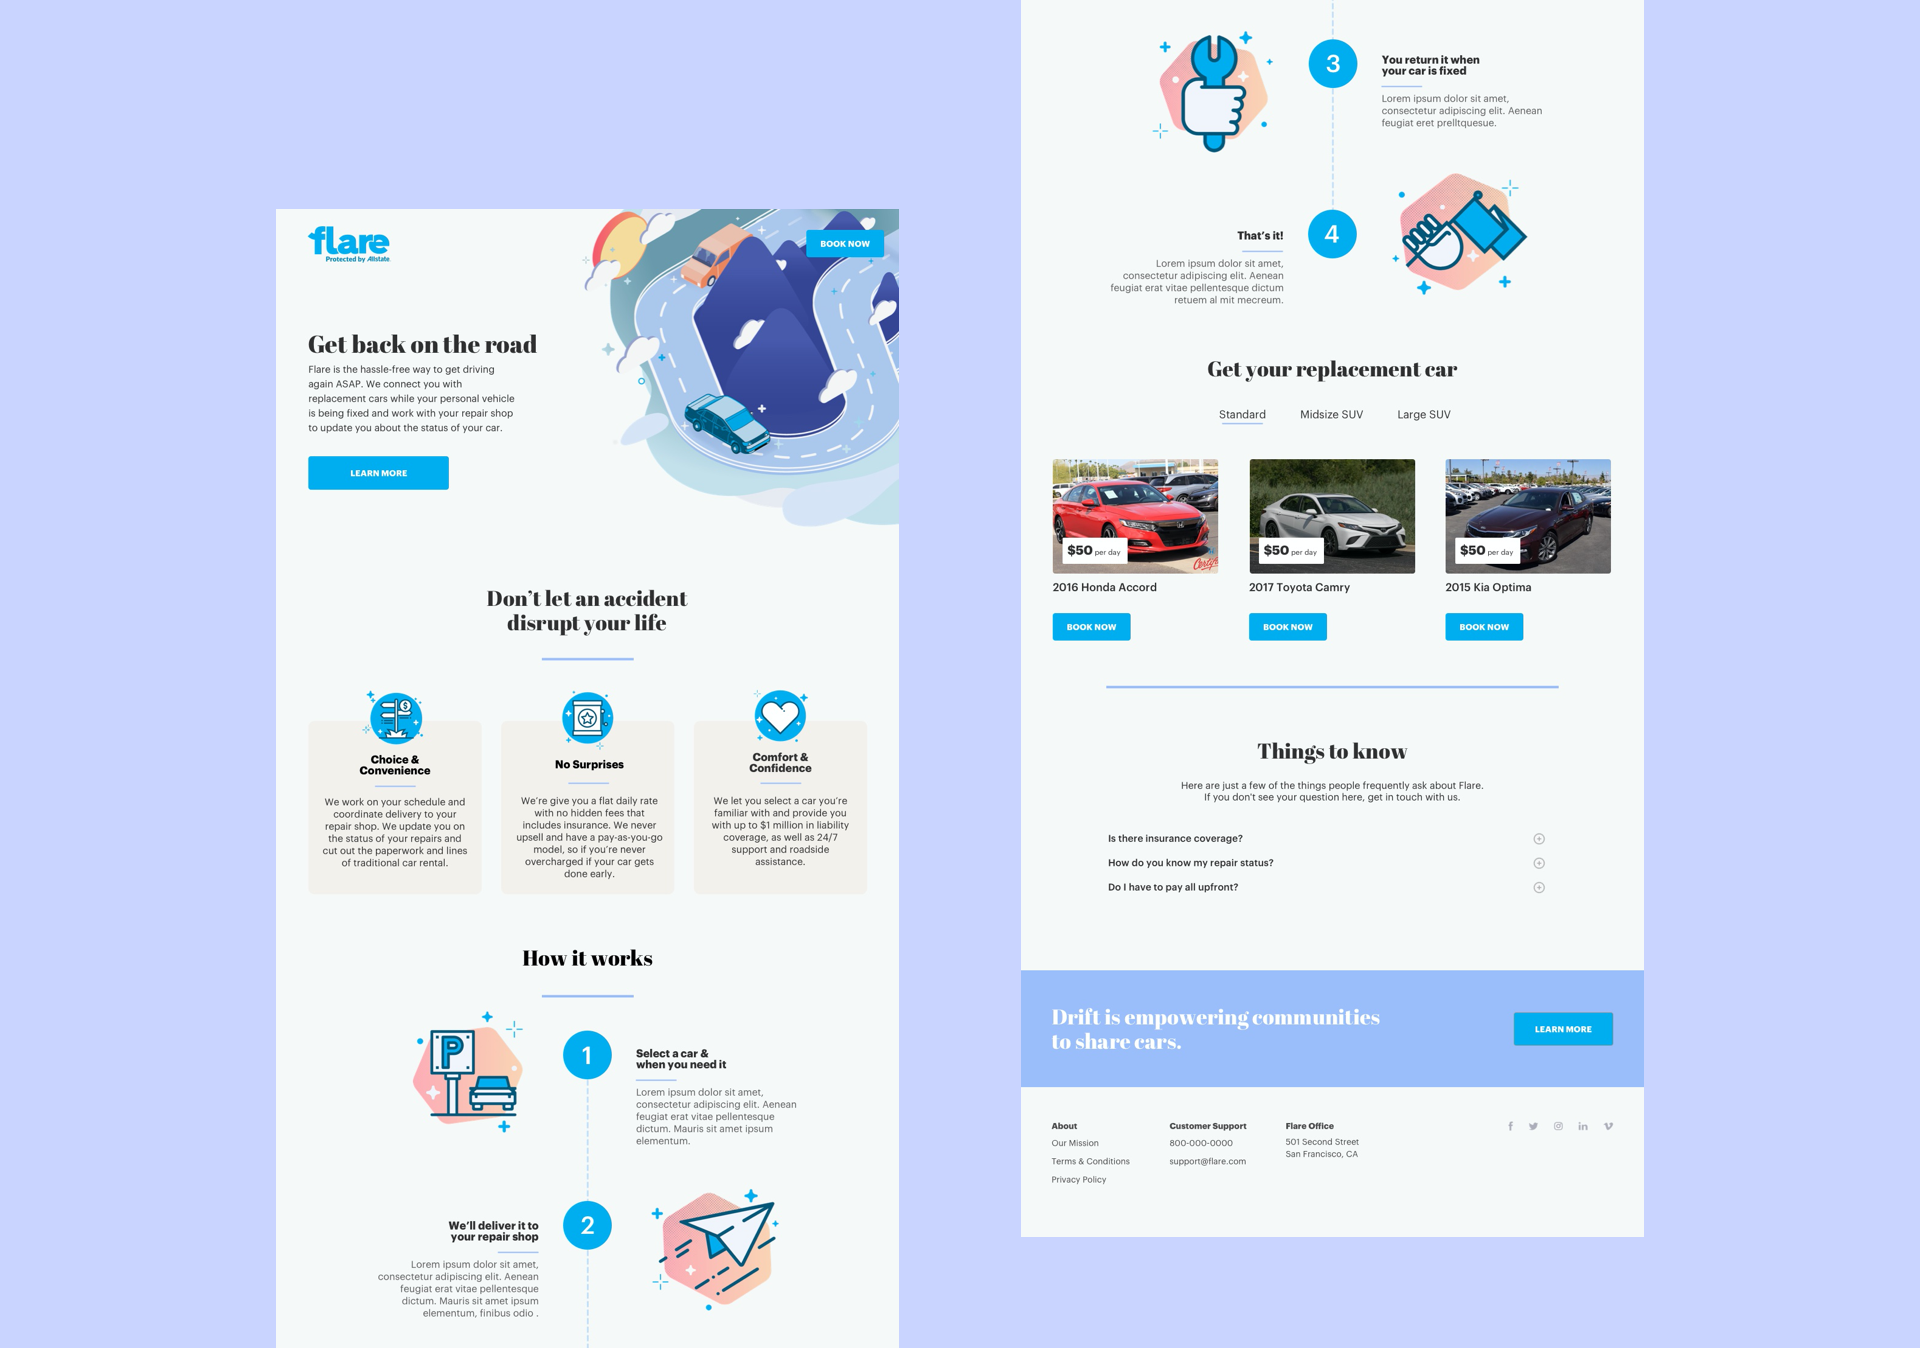 flare
Protected by Allstate
BOOK NOW
Get back on the road
Flare is the hassle-free way to get driving
again ASAP. We connect you with
replacement cars while your personal vehicle
is being fixed and work with your repair shop
to update you about the status of your car.
LEARN MORE
Don't let an accident
disrupt your life
Choice &
Convenience
We work on your schedule and
coordinate delivery to your
repair shop. We update you on
the status of your repairs and
cut out the paperwork and lines
of traditional car rental.
No Surprises
We're give you a flat daily rate
with no hidden fees that
includes insurance. We never
upsell and have a pay-as-you-go
model, so if you're never
overcharged if your car gets
done early.
Comfort &
Confidence
We let you select a car you're
familiar with and provide you
with up to $1 million in liability
coverage, as well as 24/7
support and roadside
assistance.
How it works
P
1
Select a car &
when you need it
Lorem ipsum dolor sit amet,
consectetur adipiscing elit. Aenean
feugiat erat vitae pellentesque
dictum. Mauris sit amet ipsum
elementum.
We'll deliver it to
your repair shop
Lorem ipsum dolor sit amet,
consectetur adipiscing elit. Aenean
feugiat erat vitae pellentesque
dictum. Mauris sit amet ipsum
elementum, finibus odio .
2
3
You return it when
your car is fixed
Lorem ipsum dolor sit amet,
consectetur adipiscing elit. Aenean
feugiat eret prelltquesue.
That's it!
Lorem ipsum dolor sit amet,
consectetur adipiscing elit. Aenean
feugiat erat vitae pellentesque dictum
retuem al mit mecreum.
4
Get your replacement car
Standard Midsize SUV Large SUV
$50 per day
Certif
2016 Honda Accord
BOOK NOW
$50 per day
2017 Toyota Camry
BOOK NOW
$50 per day
2015 Kia Optima
BOOK NOW
Things to know
Here are just a few of the things people frequently ask about Flare.
If you don't see your question here, get in touch with us.
Is there insurance coverage?
How do you know my repair status?
Do I have to pay all upfront?
Drift is empowering communities
to share cars.
LEARN MORE
About
Our Mission
Terms & Conditions
Privacy Policy
Customer Support
800-000-0000
support@flare.com
Flare Office
501 Second Street
San Francisco, CA